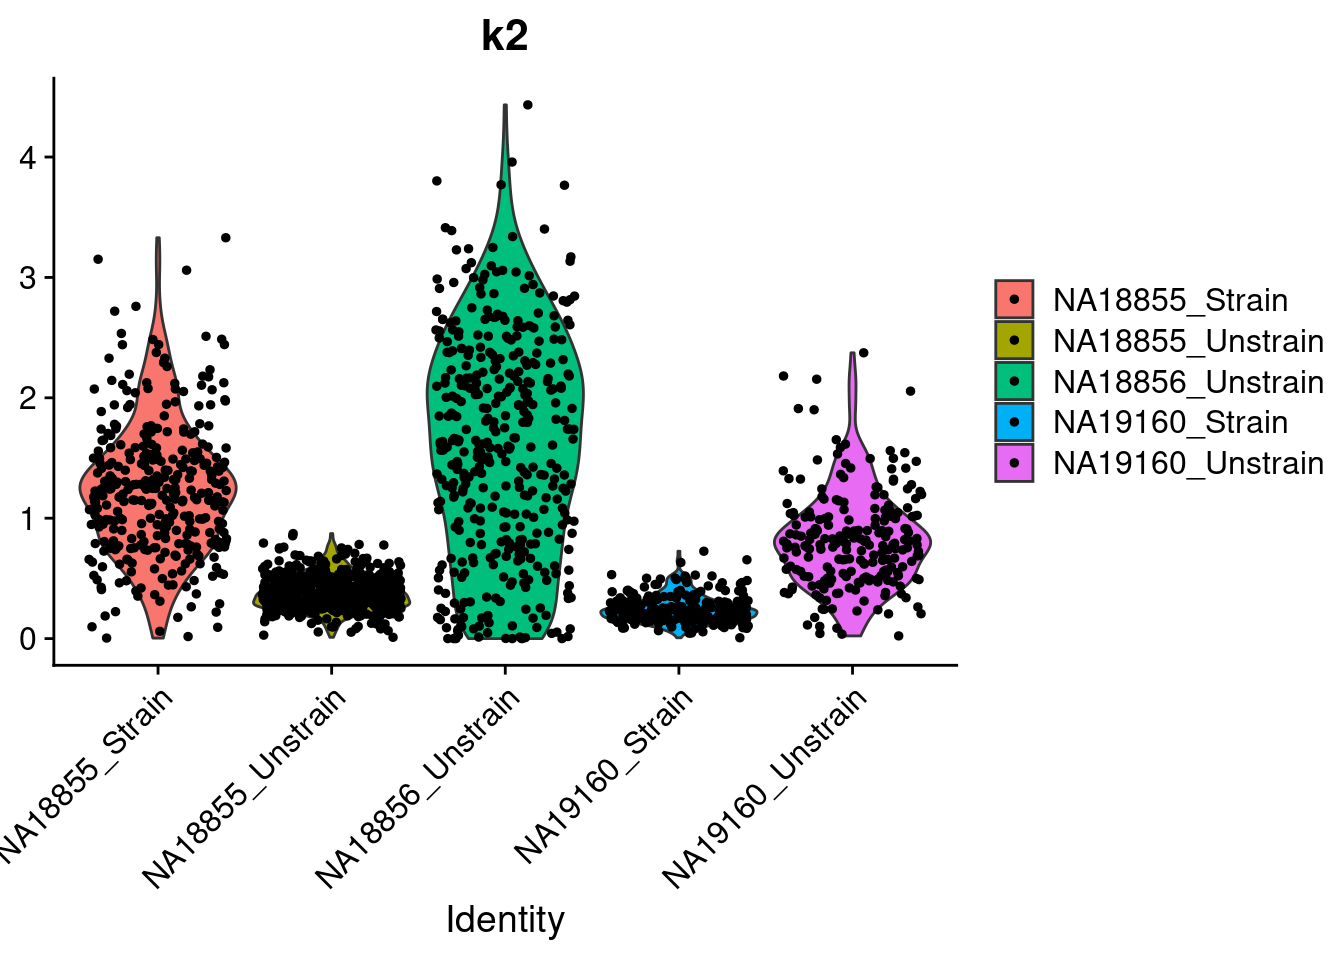 k2
4
3
2
1
0
NA18855_Strain
NA18855_Unstrain
NA18856_Unstrain
NA19160_Strain
NA19160_Unstrain
Identity
NA18855_Strain
NA18855_Unstrain
NA18856_Unstrain
NA19160_Strain
NA19160_Unstrain